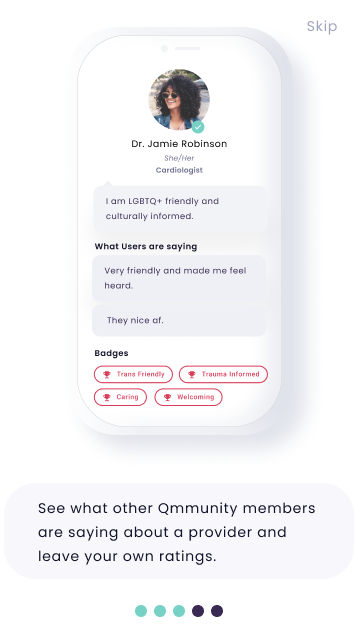 Skip
Dr. Jamie Robinson
She/Her
Cardiologist
I am LGBTQ+ friendly and
culturally informed.
What Users are saying
Very friendly and made me feel
heard.
They nice af.
Badges
Trans Friendly
Trauma Informed
Caring
Welcoming
See what other Qmmunity members
are saying about a provider and
leave your own ratings.